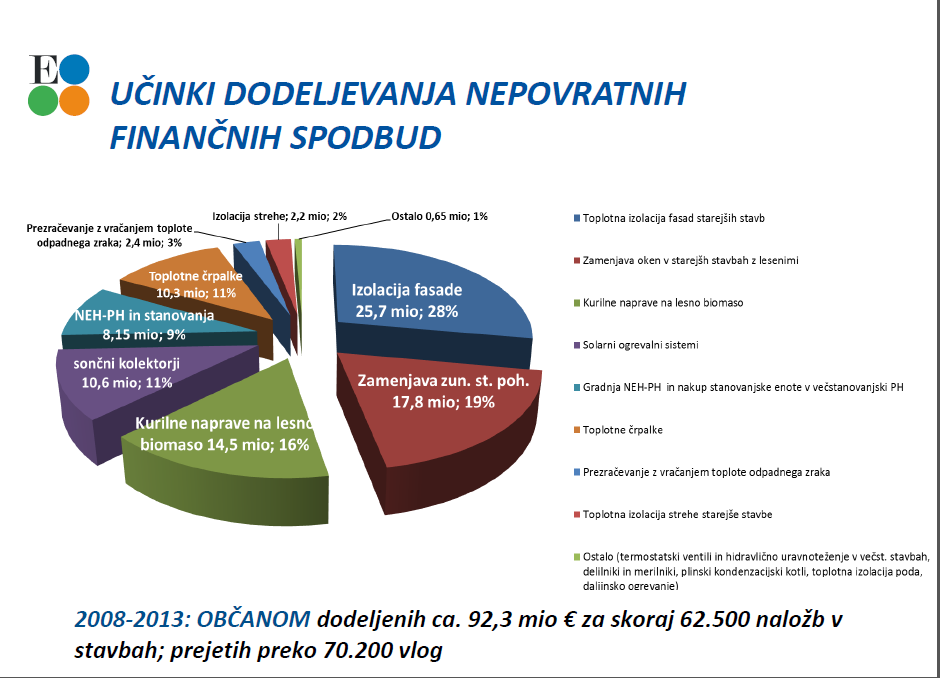 E
UČINKI DODELJEVANJA NEPOVRATNIH
FINANČNIH SPODBUD
Izolacija strehe; 2,2 mio; 2%
Ostalo 0,65 mio; 1%
Prezračevanje z vračanjem toplote
odpadnega zraka; 2,4 mio; 3%
Toplotne črpalke
10,3 mio; 11%
Izolacija fasade
25,7 mio; 28%
NEH-PH in stanovanja
8,15 mio; 9%
sončni kolektorji
10,6 mio; 11%
Zamenjava zun. st. poh.
17,8 mio; 19%
Kurilne naprave na lesno
biomaso 14,5 mio; 16%
Toplotna izolacija fasad starejših stavb
Zamenjava oken v starejšh stavbah z lesenimi
Kurilne naprave na lesno biomaso
Solarni ogrevalni sistemi
Gradnja NEH-PH in nakup stanovanjske enote v večstanovanjski PH
Toplotne črpalke
Prezračevanje z vračanjem toplote odpadnega zraka
Toplotna izolacija strehe starejše stavbe
Ostalo (termostatski ventili in hidravlično uravnoteženje v večst. stavbah,
delilniki in merilniki, plinski kondenzacijski kotli, toplotna izolacija poda,
daljinsko ogrevanje)
2008-2013: OBČANOM dodeljenih ca. 92,3 mio € za skoraj 62.500 naložb v
stavbah; prejetih preko 70.200 vlog